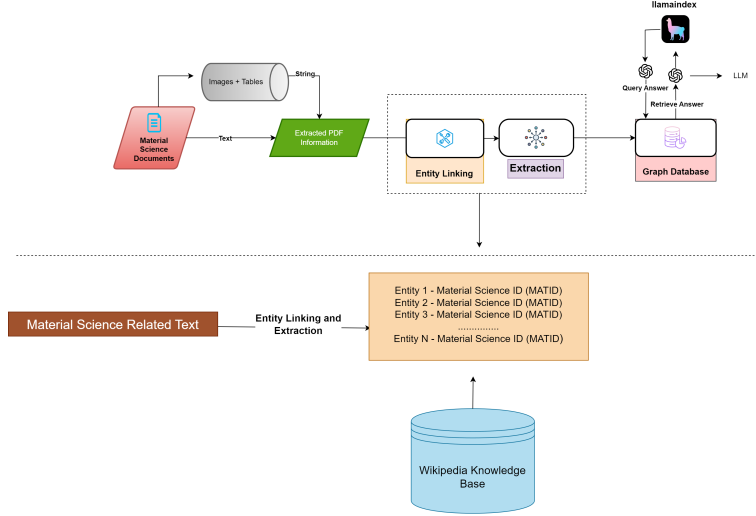 llamaindex
Images + Tables
String
LLM
Query Answer
Retrieve Answer
Material
Science
Documents
Text
Extracted PDF
Information
Entity Linking
Extraction
Graph Database
Entity 1 - Material Science ID (MATID)
Entity 2 - Material Science ID (MATID)
Entity 3 - Material Science ID (MATID)
...............
Entity N - Material Science ID (MATID)
Material Science Related Text
Entity Linking and
Extraction
Wikipedia Knowledge
Base